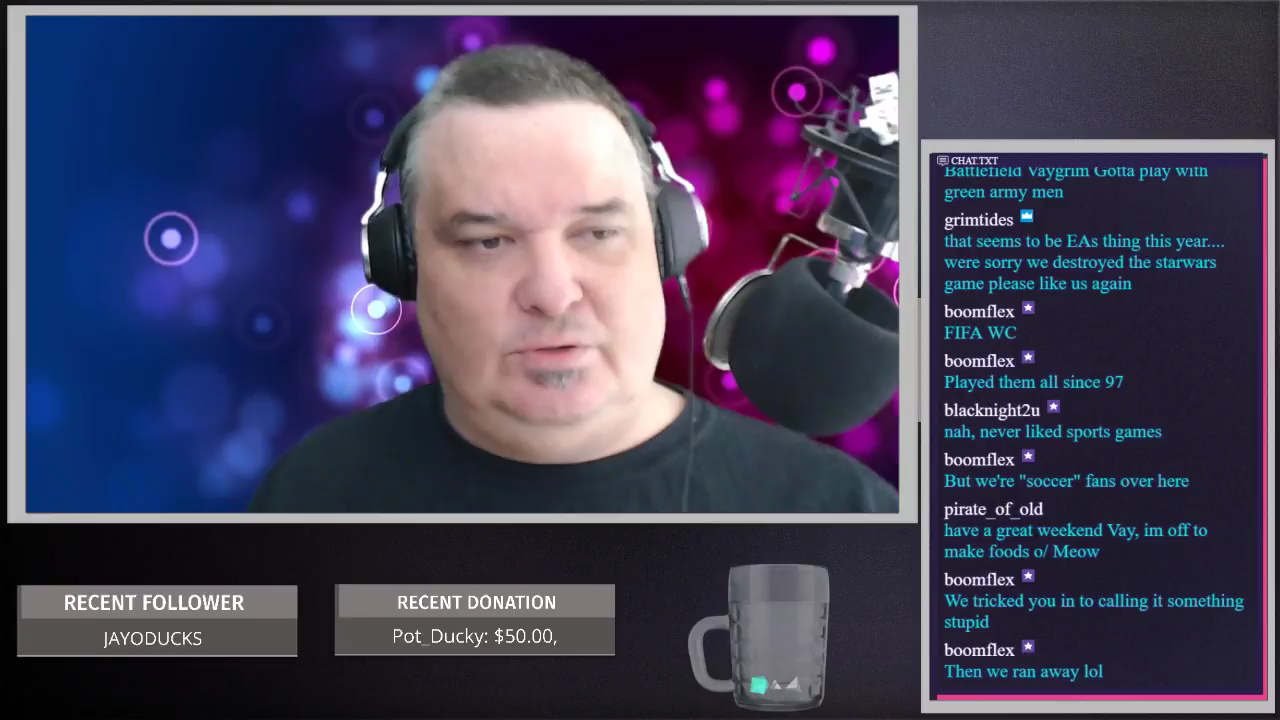 CHAT.TXT
Battlefield Vaygrim Gotta play with
green army men
grimtides
that seems to be EAs thing this year....
were sorry we destroyed the starwars
game please like us again
boomflex
FIFA WC
boomflex
Played them all since 97
blacknight2u
nah, never liked sports games
boomflex
But we're "soccer" fans over here
pirate_of_old
have a great weekend Vay, im off to
make foods o/ Meow
boomflex
We tricked you in to calling it something
stupid
boomflex
Then we ran away lol
RECENT FOLLOWER
JAYODUCKS
RECENT DONATION
Pot_Ducky: $50.00,